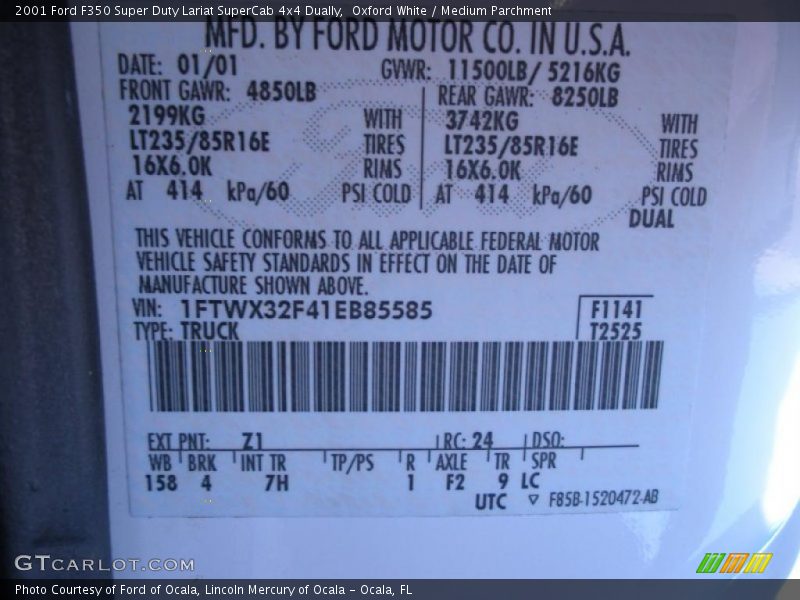 2001 Ford F350 Super Duty Lariat SuperCab 4x4 Dually, Oxford White / Medium Parchment
MFD. BY FORD MOTOR CO. IN U.S.A.
DATE: 01/01 GVWR: 11500LB/ 5216KG
FRONT GAWR: 4850LB REAR GAWR: 8250LB
2199KG WITH 3742KG WITH
LT235/85R16E TIRES LT235/85R16E TIRES
16X6.0K RIMS 16X6.0K RIMS
AT 414 kPa/60 PSI COLD AT 414 kPa/60 PSI COLD
DUAL
THIS VEHICLE CONFORMS TO ALL APPLICABLE FEDERAL MOTOR
VEHICLE SAFETY STANDARDS IN EFFECT ON THE DATE OF
MANUFACTURE SHOWN ABOVE.
VIN: 1FTWX32F41EB85585 F1141
TYPE: TRUCK T2525
EXT PNT: Z1 RC: 24 DSO:
WB BRK INT TR TP/PS R AXLE TR SPR
158 4 7H 1 F2 9 LC
UTC ▽ F85B-1520472-AB
GTCARLOT.COM
Photo Courtesy of Ford of Ocala, Lincoln Mercury of Ocala - Ocala, FL